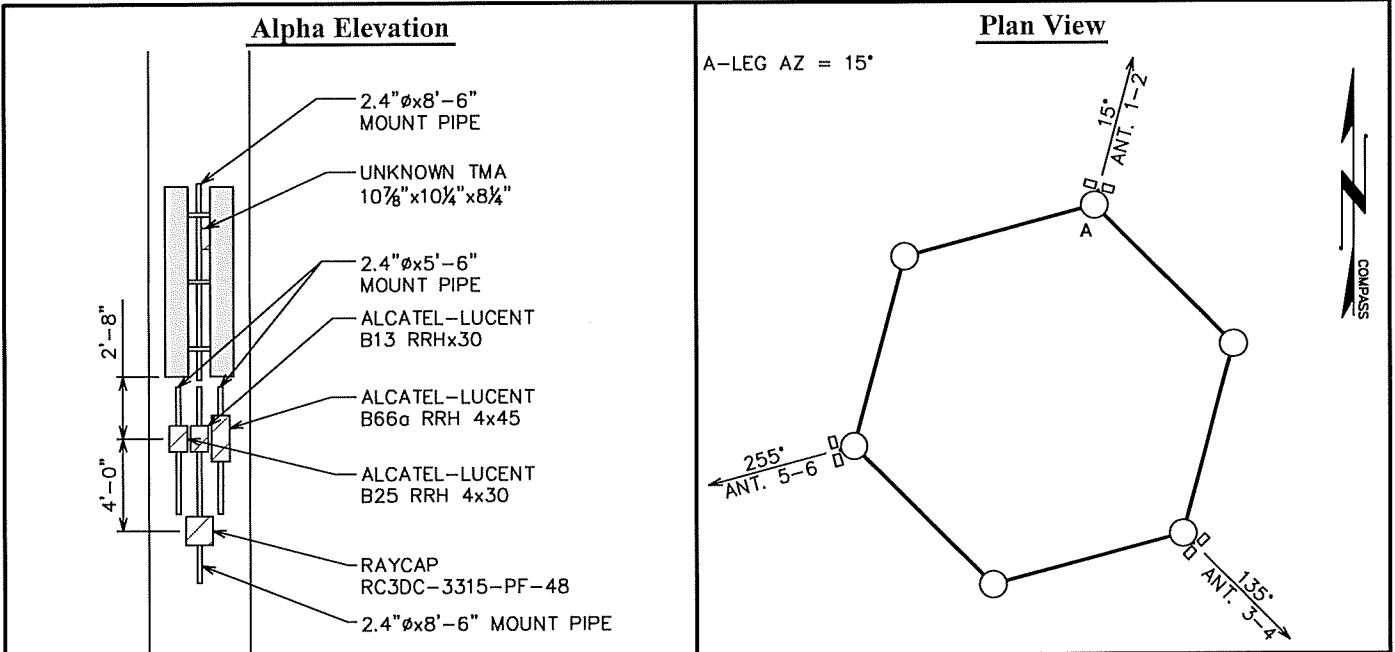 Alpha Elevation
2.4"øx8'-6"
MOUNT PIPE
UNKNOWN TMA
10⅞"x10¼"x8¼"
2.4"øx5'-6"
MOUNT PIPE
ALCATEL-LUCENT
B13 RRHx30
ALCATEL-LUCENT
B66a RRH 4x45
ALCATEL-LUCENT
B25 RRH 4x30
RAYCAP
RC3DC-3315-PF-48
2.4"øx8'-6" MOUNT PIPE
2'-8"
4'-0"
Plan View
A-LEG AZ = 15°
15°
ANT. 1-2
A
255°
ANT. 5-6
135°
ANT. 3-4
N
COMPASS